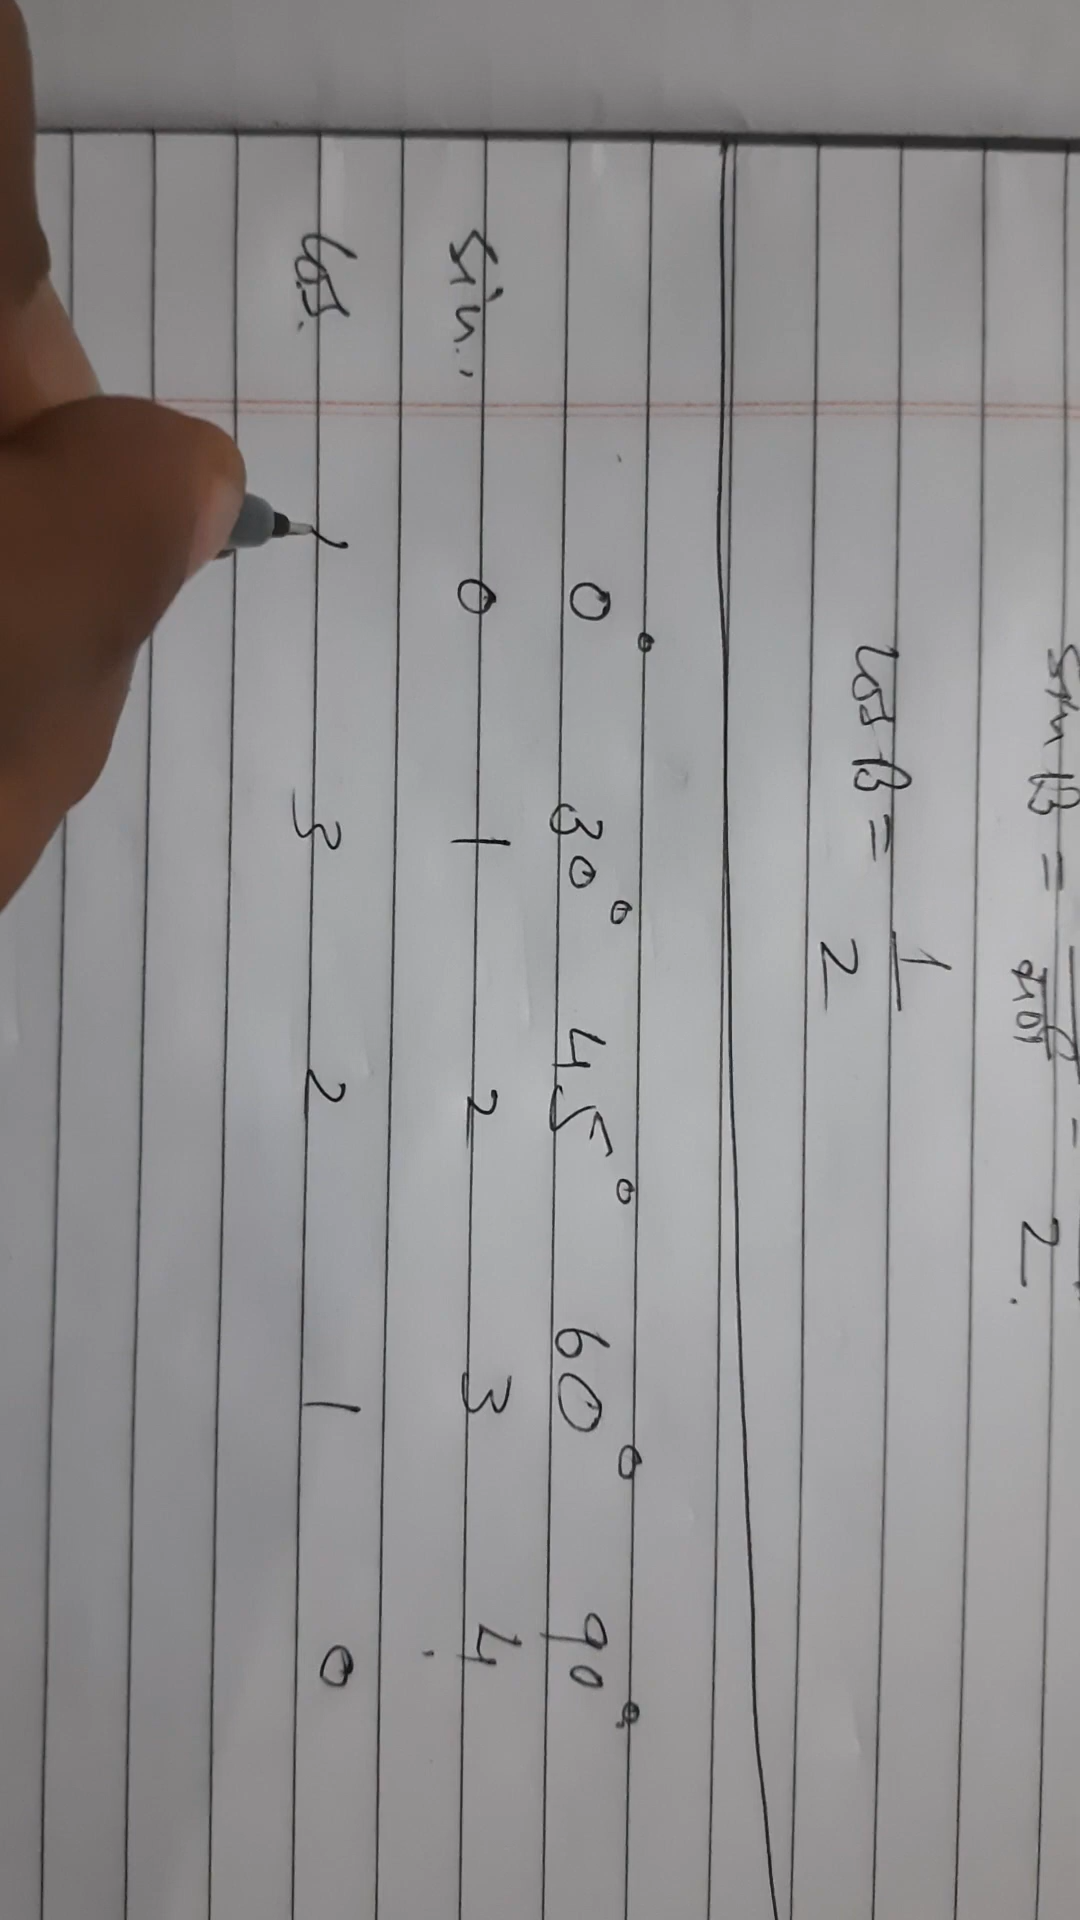 sin B =
2.
cos B = 1/2
0° 30° 45° 60° 90°
sin. 0 1 2 3 4
cos. 3 2 1 0